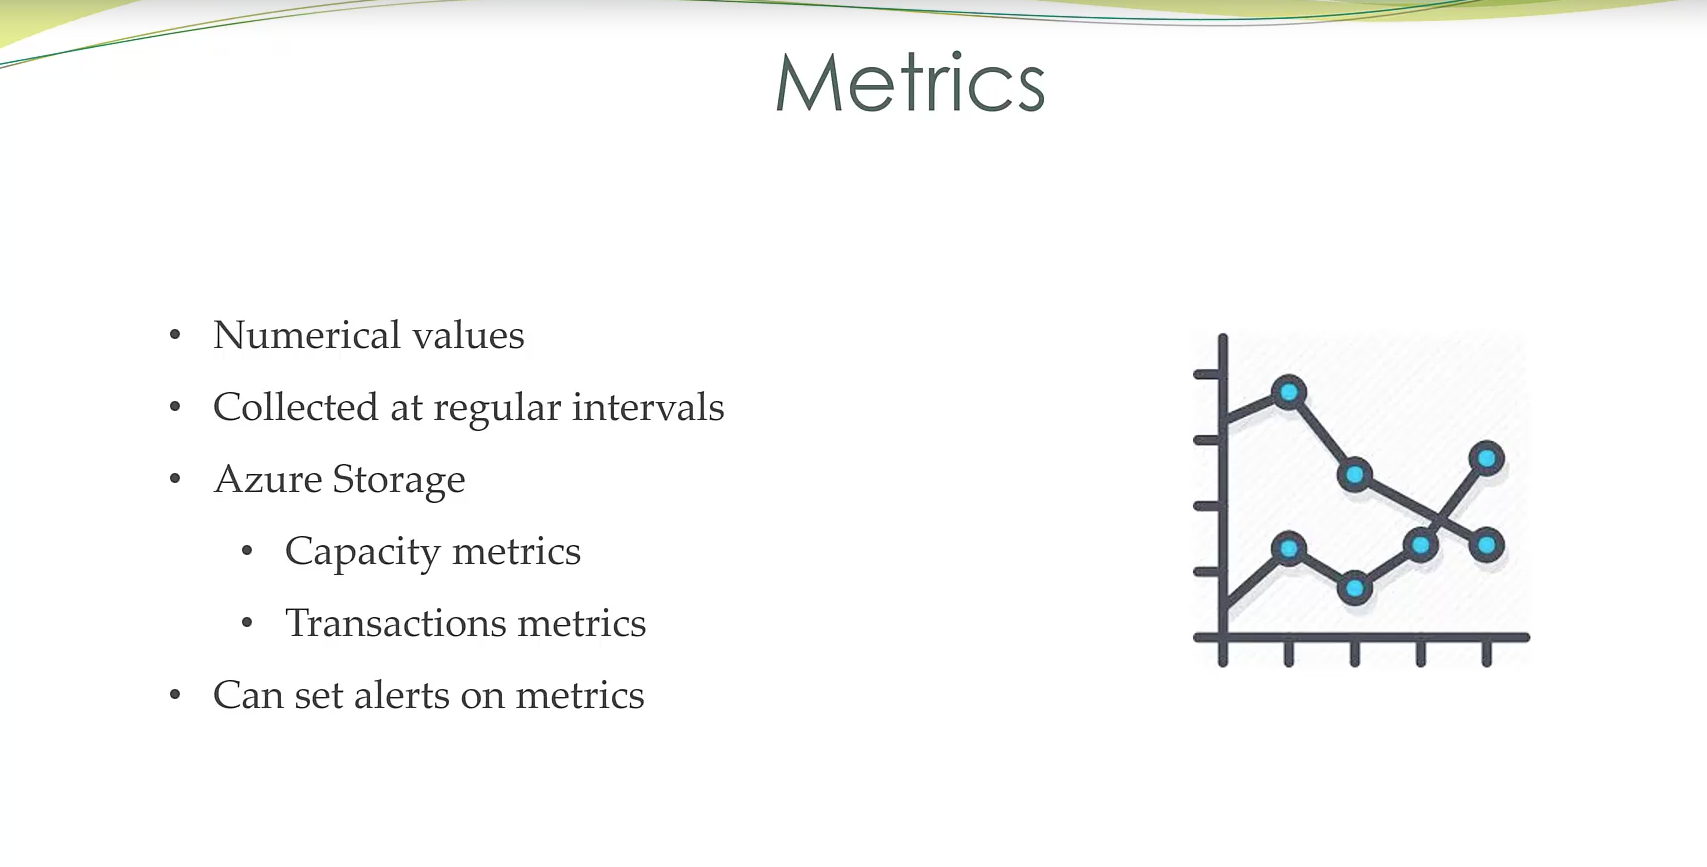 Metrics
• Numerical values
• Collected at regular intervals
• Azure Storage
• Capacity metrics
• Transactions metrics
• Can set alerts on metrics